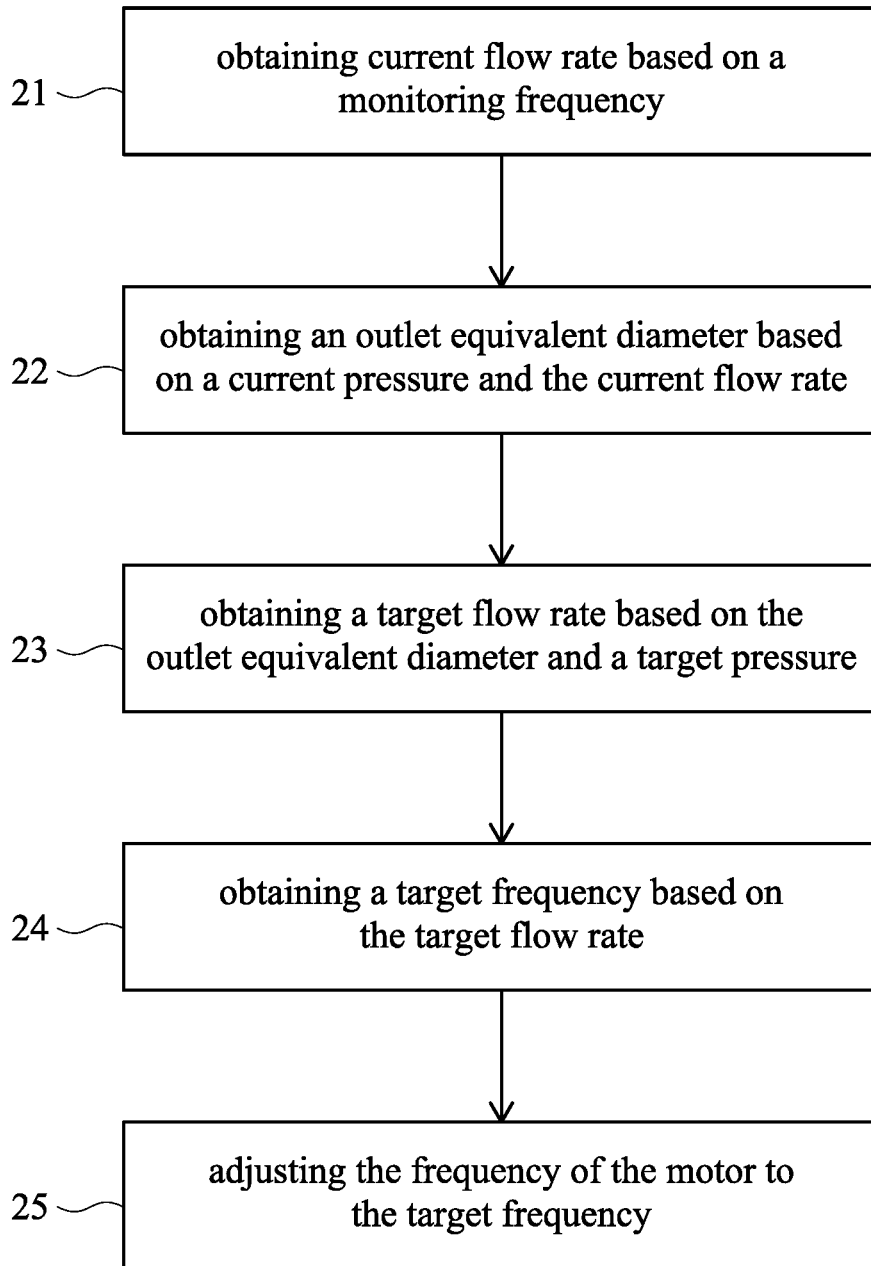 21
obtaining current flow rate based on a
monitoring frequency
22
obtaining an outlet equivalent diameter based
on a current pressure and the current flow rate
23
obtaining a target flow rate based on the
outlet equivalent diameter and a target pressure
24
obtaining a target frequency based on
the target flow rate
25
adjusting the frequency of the motor to
the target frequency